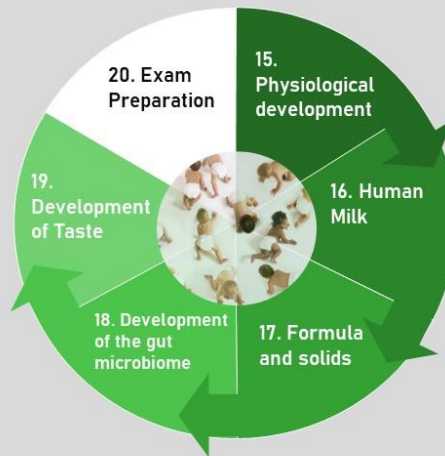 15.
Physiological
development
16. Human
Milk
17. Formula
and solids
18. Development
of the gut
microbiome
19.
Development
of Taste
20. Exam
Preparation